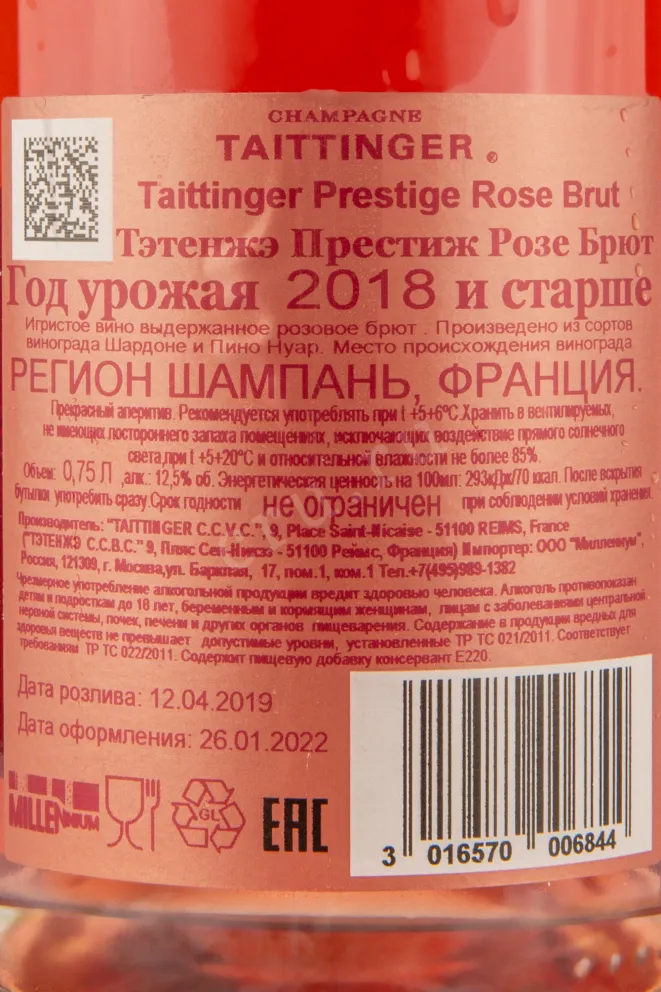 CHAMPAGNE
TAITTINGER ®
Taittinger Prestige Rose Brut
Тэтенжэ Престиж Розе Брют
Год урожая 2018 и старше
Игристое вино выдержанное розовое брют . Произведено из сортов
винограда Шардоне и Пино Нуар. Место происхождения винограда
РЕГИОН ШАМПАНЬ, ФРАНЦИЯ.
Прекрасный аперитив. Рекомендуется употреблять при t +5+6°С.Хранить в вентилируемых,
не имеющих постороннего запаха помещениях, исключающих воздействие прямого солнечного
света,при t +5+20°С и относительной влажности не более 85%.
Объем: 0,75 Л ,алк.: 12,5% об. Энергетическая ценность на 100мл: 293кДж/70 ккал. После вскрытия
бутылки употребить сразу.Срок годности не ограничен при соблюдении условий хранения.
Производитель: "TAITTINGER C.C.V.C.", 9, Place Saint-Nicaise - 51100 REIMS, France
("ТЭТЕНЖЭ С.С.В.С." 9, Пляс Сен-Никэз - 51100 Реймс, Франция) Импортер: ООО "Миллениум",
Россия, 121309, г. Москва,ул. Барклая, 17, пом.1, ком.1 Тел.+7(495)989-1382
Чрезмерное употребление алкогольной продукции вредит здоровью человека. Алкоголь противопоказан
детям и подросткам до 18 лет, беременным и кормящим женщинам, лицам с заболеваниями центральной
нервной системы, почек, печени и других органов пищеварения. Содержание в продукции вредных для
здоровья веществ не превышает допустимые уровни, установленные ТР ТС 021/2011. Соответствует
требованиям ТР ТС 022/2011. Содержит пищевую добавку консервант Е220.
Дата розлива: 12.04.2019
Дата оформления: 26.01.2022
MILLENNIUM
GL
EAC
3 016570 006844